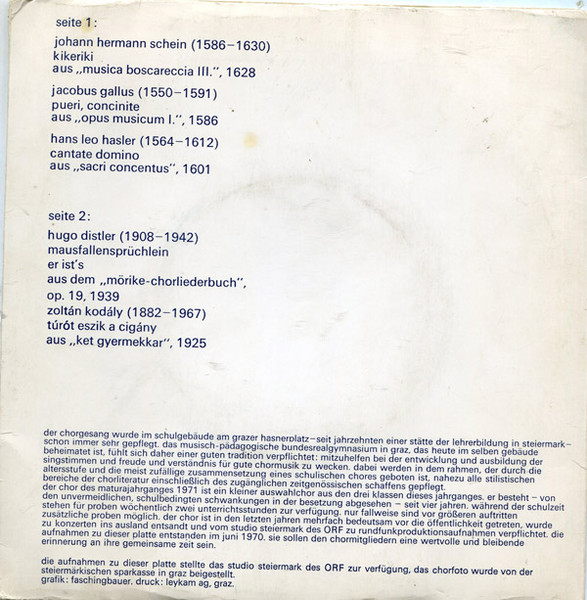 seite 1:
johann hermann schein (1586–1630)
kikeriki
aus „musica boscareccia III.", 1628
jacobus gallus (1550–1591)
pueri, concinite
aus „opus musicum I.", 1586
hans leo hasler (1564–1612)
cantate domino
aus „sacri concentus", 1601
seite 2:
hugo distler (1908–1942)
mausfallensprüchlein
er ist's
aus dem „mörike-chorliederbuch",
op. 19, 1939
zoltán kodály (1882–1967)
túrót eszik a cigány
aus „ket gyermekkar", 1925
der chorgesang wurde im schulgebäude am grazer hasnerplatz–seit jahrzehnten einer stätte der lehrerbildung in steiermark–
schon immer sehr gepflegt. das musisch-pädagogische bundesrealgymnasium in graz, das heute im selben gebäude
beheimatet ist, fühlt sich daher einer guten tradition verpflichtet: mitzuhelfen bei der entwicklung und ausbildung der
singstimmen und freude und verständnis für gute chormusik zu wecken. dabei werden in dem rahmen, der durch die
altersstufe und die meist zufällige zusammensetzung eines schulischen chores geboten ist, nahezu alle stilistischen
bereiche der chorliteratur einschließlich des zugänglichen zeitgenössischen schaffens gepflegt.
der chor des maturajahrganges 1971 ist ein kleiner auswahlchor aus den drei klassen dieses jahrganges. er besteht – von
den unvermeidlichen, schulbedingten schwankungen in der besetzung abgesehen – seit vier jahren. während der schulzeit
stehen für proben wöchentlich zwei unterrichtsstunden zur verfügung. nur fallweise sind vor größeren auftritten
zusätzliche proben möglich. der chor ist in den letzten jahren mehrfach bedeutsam vor die öffentlichkeit getreten, wurde
zu konzerten ins ausland entsandt und vom studio steiermark des ORF zu rundfunkproduktionsaufnahmen verpflichtet. die
aufnahmen zu dieser platte entstanden im juni 1970. sie sollen den chormitgliedern eine wertvolle und bleibende
erinnerung an ihre gemeinsame zeit sein.
die aufnahmen zu dieser platte stellte das studio steiermark des ORF zur verfügung, das chorfoto wurde von der
steiermärkischen sparkasse in graz beigestellt.
grafik: faschingbauer. druck: leykam ag, graz.